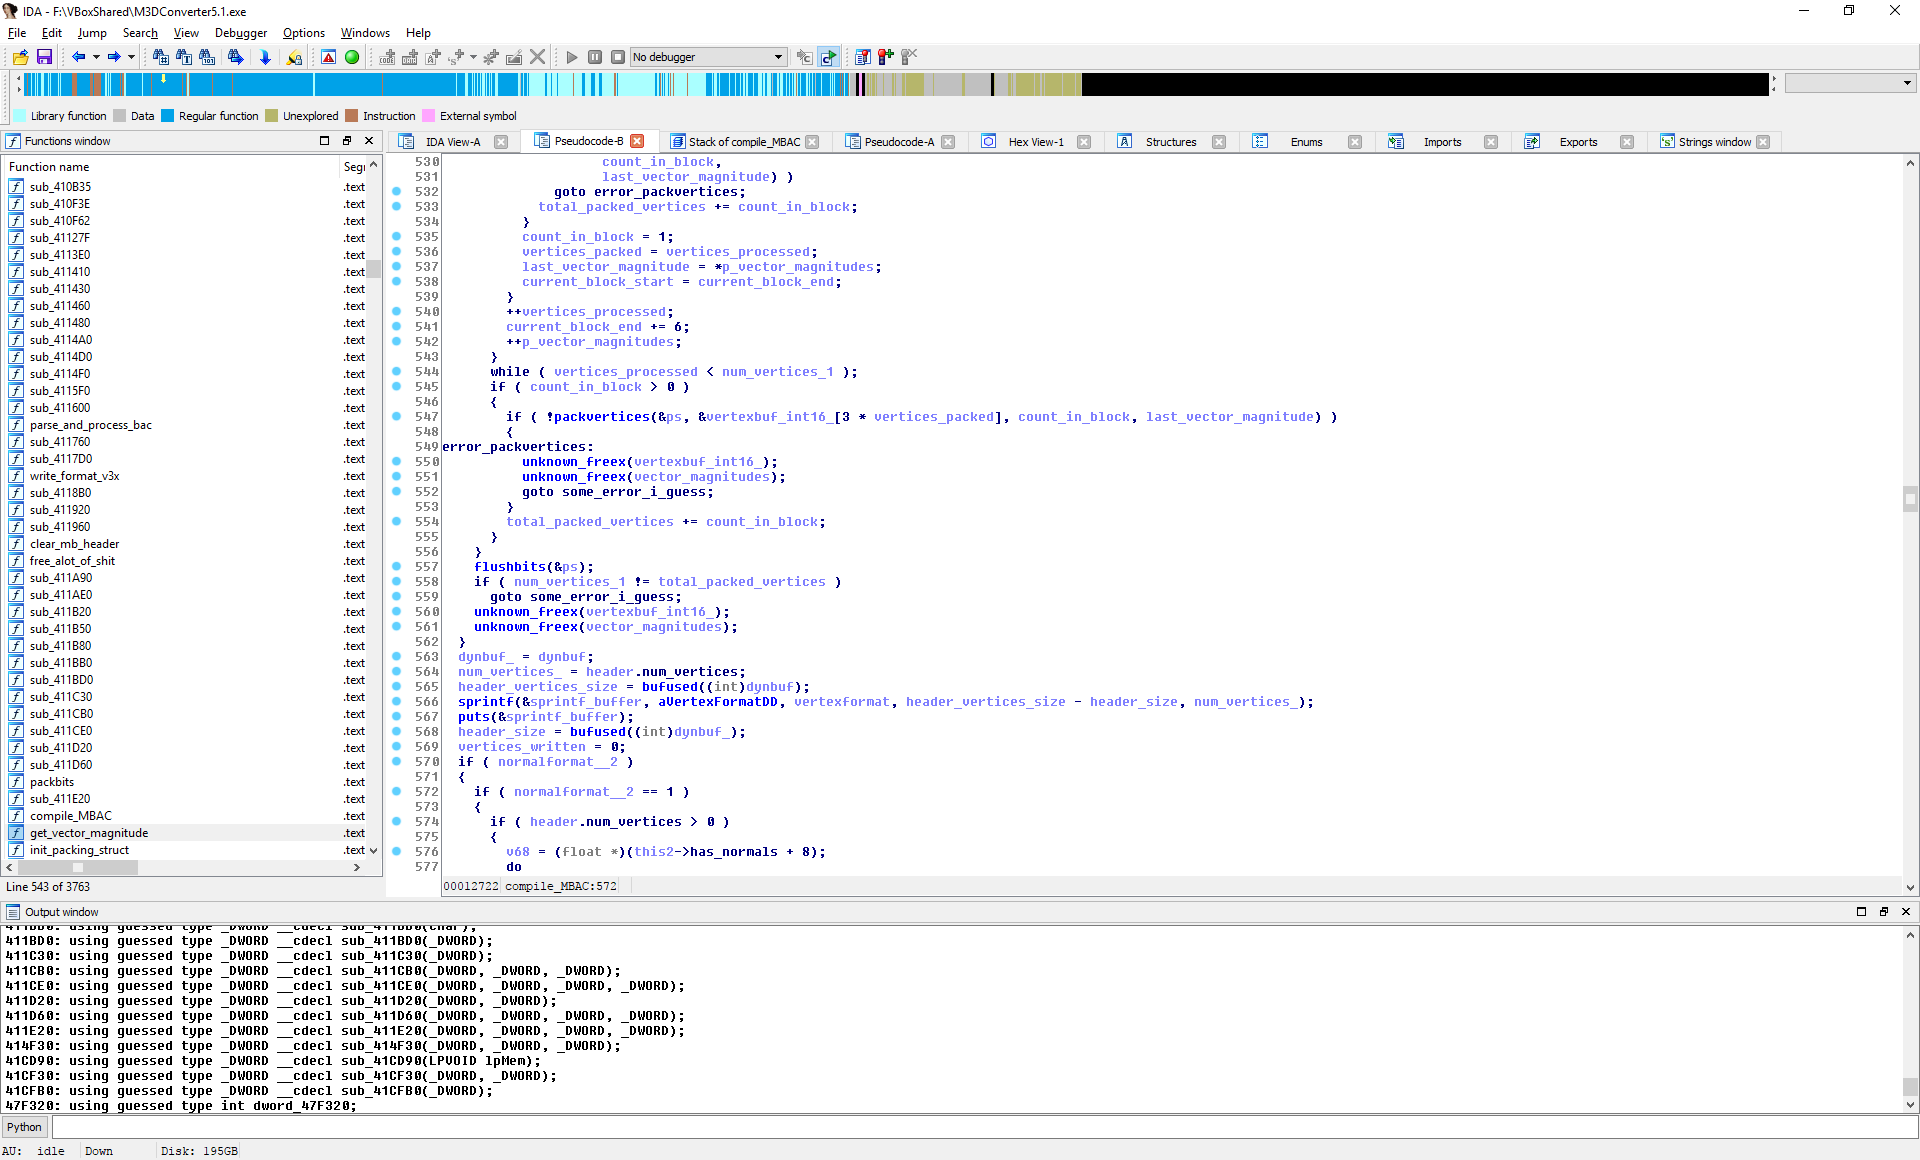 IDA - F:\VBoxShared\M3DConverter5.1.exe
File Edit Jump Search View Debugger Options Windows Help
No debugger
Library function Data Regular function Unexplored Instruction External symbol
Functions window
IDA View-A Pseudocode-B Stack of compile_MBAC Pseudocode-A Hex View-1 Structures Enums Imports Exports Strings window
Function name Seg
sub_410B35 .text
sub_410F3E .text
sub_410F62 .text
sub_41127F .text
sub_4113E0 .text
sub_411410 .text
sub_411430 .text
sub_411460 .text
sub_411480 .text
sub_4114A0 .text
sub_4114D0 .text
sub_4114F0 .text
sub_4115F0 .text
sub_411600 .text
parse_and_process_bac .text
sub_411760 .text
sub_4117D0 .text
write_format_v3x .text
sub_4118B0 .text
sub_411920 .text
sub_411960 .text
clear_mb_header .text
free_alot_of_shit .text
sub_411A90 .text
sub_411AE0 .text
sub_411B20 .text
sub_411B50 .text
sub_411B80 .text
sub_411BB0 .text
sub_411BD0 .text
sub_411C30 .text
sub_411CB0 .text
sub_411CE0 .text
sub_411D20 .text
sub_411D60 .text
packbits .text
sub_411E20 .text
compile_MBAC .text
get_vector_magnitude .text
init_packing_struct .text
Line 543 of 3763
530 count_in_block,
531 last_vector_magnitude) )
532 goto error_packvertices;
533 total_packed_vertices += count_in_block;
534 }
535 count_in_block = 1;
536 vertices_packed = vertices_processed;
537 last_vector_magnitude = *p_vector_magnitudes;
538 current_block_start = current_block_end;
539 }
540 ++vertices_processed;
541 current_block_end += 6;
542 ++p_vector_magnitudes;
543 }
544 while ( vertices_processed < num_vertices_1 );
545 if ( count_in_block > 0 )
546 {
547 if ( !packvertices(&ps, &vertexbuf_int16_[3 * vertices_packed], count_in_block, last_vector_magnitude) )
548 {
549 error_packvertices:
550 unknown_freex(vertexbuf_int16_);
551 unknown_freex(vector_magnitudes);
552 goto some_error_i_guess;
553 }
554 total_packed_vertices += count_in_block;
555 }
556 }
557 flushbits(&ps);
558 if ( num_vertices_1 != total_packed_vertices )
559 goto some_error_i_guess;
560 unknown_freex(vertexbuf_int16_);
561 unknown_freex(vector_magnitudes);
562 }
563 dynbuf_ = dynbuf;
564 num_vertices_ = header.num_vertices;
565 header_vertices_size = bufused((int)dynbuf);
566 sprintf(&sprintf_buffer, aVertexFormatDD, vertexformat, header_vertices_size - header_size, num_vertices_);
567 puts(&sprintf_buffer);
568 header_size = bufused((int)dynbuf_);
569 vertices_written = 0;
570 if ( normalformat__2 )
571 {
572 if ( normalformat__2 == 1 )
573 {
574 if ( header.num_vertices > 0 )
575 {
576 v68 = (float *)(this2->has_normals + 8);
577 do
00012722 compile_MBAC:572
Output window
411BB0: using guessed type _DWORD __cdecl sub_411BB0(char);
411BD0: using guessed type _DWORD __cdecl sub_411BD0(_DWORD);
411C30: using guessed type _DWORD __cdecl sub_411C30(_DWORD);
411CB0: using guessed type _DWORD __cdecl sub_411CB0(_DWORD, _DWORD, _DWORD);
411CE0: using guessed type _DWORD __cdecl sub_411CE0(_DWORD, _DWORD, _DWORD, _DWORD);
411D20: using guessed type _DWORD __cdecl sub_411D20(_DWORD, _DWORD);
411D60: using guessed type _DWORD __cdecl sub_411D60(_DWORD, _DWORD, _DWORD, _DWORD);
411E20: using guessed type _DWORD __cdecl sub_411E20(_DWORD, _DWORD, _DWORD, _DWORD);
414F30: using guessed type _DWORD __cdecl sub_414F30(_DWORD, _DWORD, _DWORD);
41CD90: using guessed type _DWORD __cdecl sub_41CD90(LPVOID lpMem);
41CF30: using guessed type _DWORD __cdecl sub_41CF30(_DWORD, _DWORD);
41CFB0: using guessed type _DWORD __cdecl sub_41CFB0(_DWORD);
47F320: using guessed type int dword_47F320;
Python
AU: idle Down Disk: 195GB